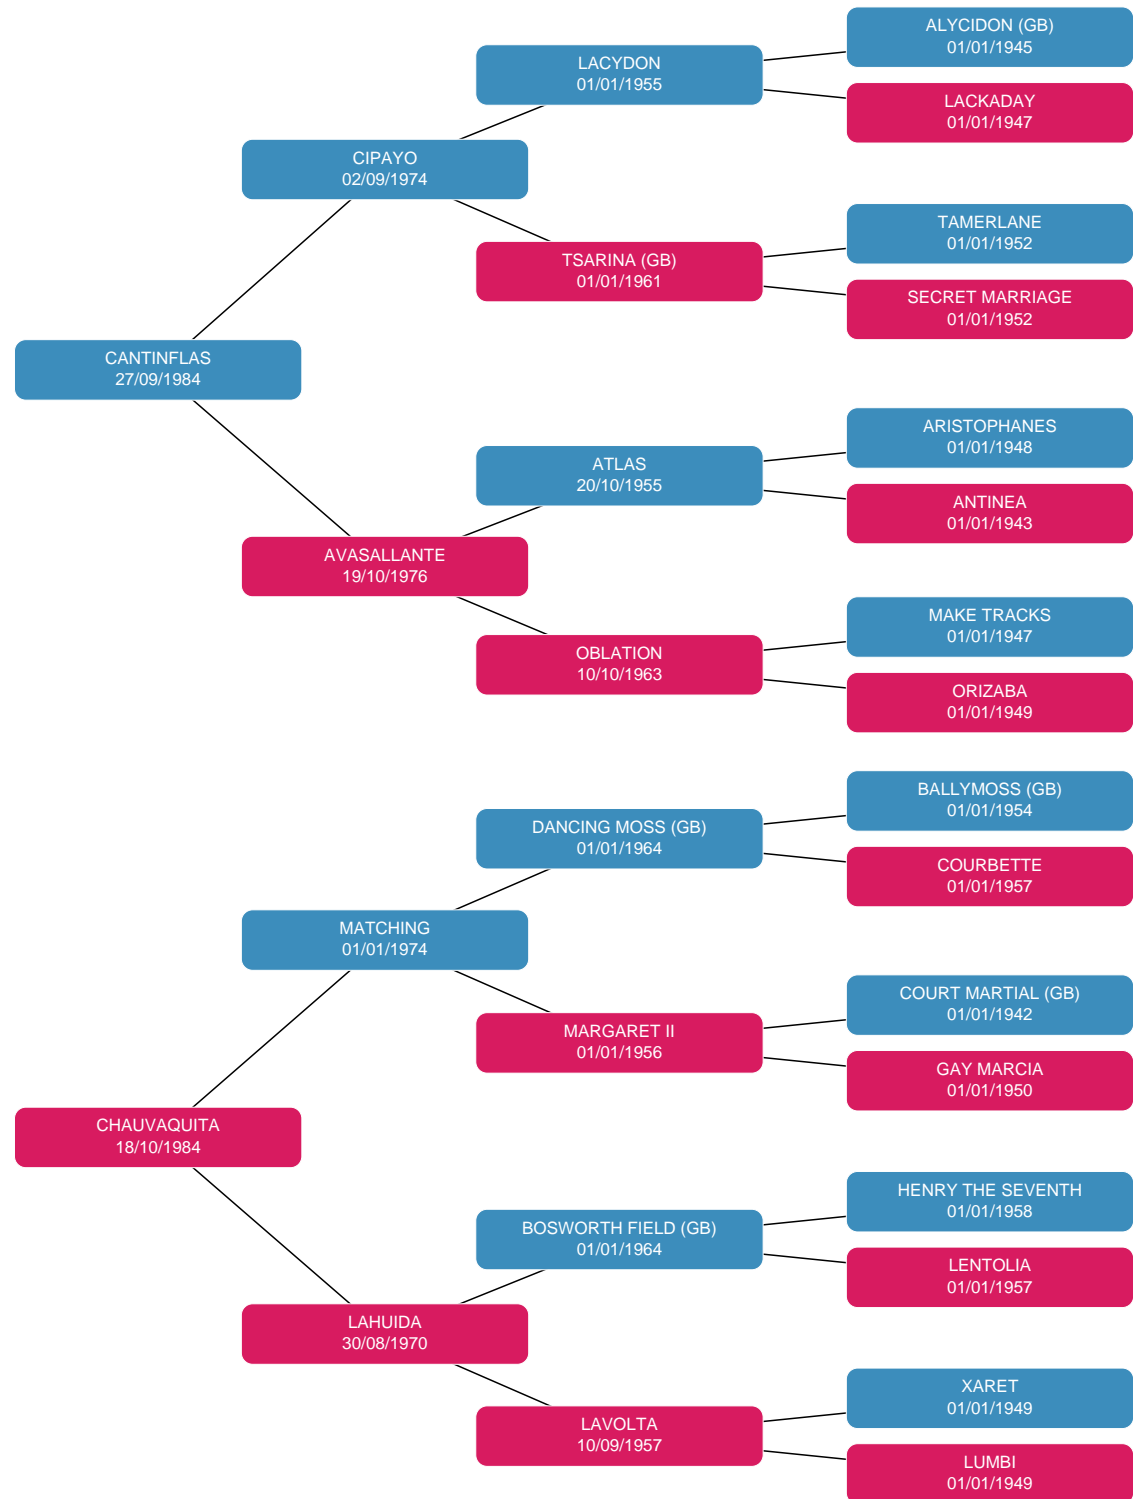 ALYCIDON (GB)
01/01/1945
LACYDON
01/01/1955
LACKADAY
01/01/1947
CIPAYO
02/09/1974
TAMERLANE
01/01/1952
TSARINA (GB)
01/01/1961
SECRET MARRIAGE
01/01/1952
CANTINFLAS
27/09/1984
ARISTOPHANES
01/01/1948
ATLAS
20/10/1955
ANTINEA
01/01/1943
AVASALLANTE
19/10/1976
MAKE TRACKS
01/01/1947
OBLATION
10/10/1963
ORIZABA
01/01/1949
BALLYMOSS (GB)
01/01/1954
DANCING MOSS (GB)
01/01/1964
COURBETTE
01/01/1957
MATCHING
01/01/1974
COURT MARTIAL (GB)
01/01/1942
MARGARET II
01/01/1956
GAY MARCIA
01/01/1950
CHAUVAQUITA
18/10/1984
HENRY THE SEVENTH
01/01/1958
BOSWORTH FIELD (GB)
01/01/1964
LENTOLIA
01/01/1957
LAHUIDA
30/08/1970
XARET
01/01/1949
LAVOLTA
10/09/1957
LUMBI
01/01/1949